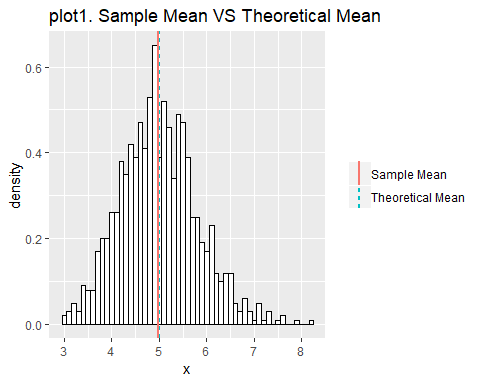 plot1. Sample Mean VS Theoretical Mean
density
0.6
0.4
0.2
0.0
3 4 5 6 7 8
x
Sample Mean
Theoretical Mean